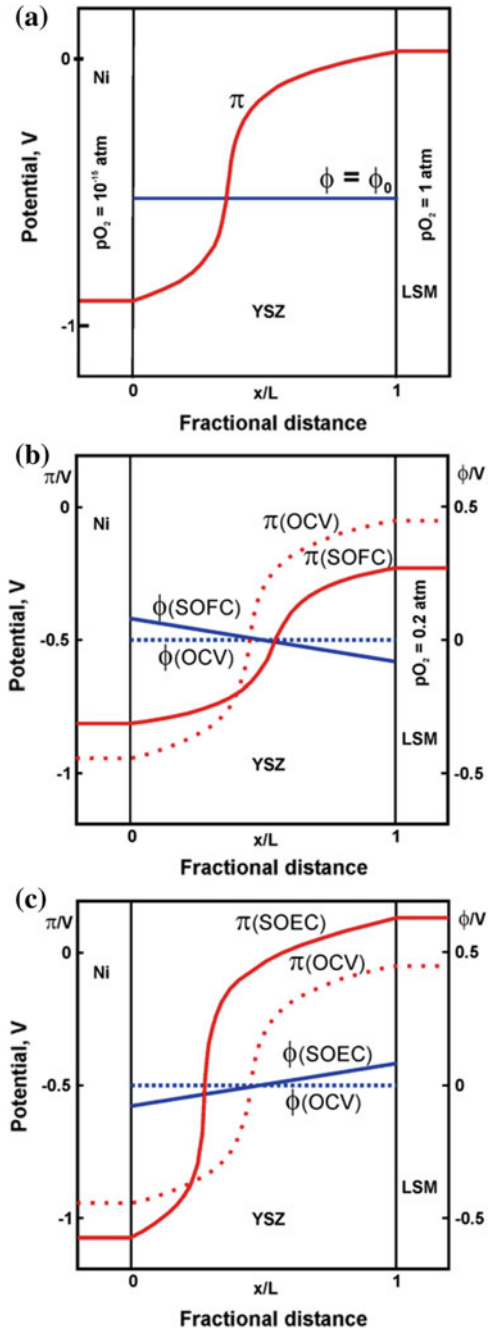 (a)
0
Ni
π
Potential, V
pO₂ = 10⁻¹⁵ atm
ϕ = ϕ₀
pO₂ = 1 atm
LSM
-1
YSZ
0
x/L
1
Fractional distance
(b)
π/V
ϕ/V
0
Ni
π(OCV)
0.5
π(SOFC)
ϕ(SOFC)
Potential, V
-0.5
0
ϕ(OCV)
pO₂ = 0.2 atm
LSM
-1
YSZ
-0.5
0
x/L
1
Fractional distance
(c)
π/V
ϕ/V
π(SOEC)
0
0.5
Ni
π(OCV)
Potential, V
ϕ(SOEC)
-0.5
0
ϕ(OCV)
LSM
-1
YSZ
-0.5
0
x/L
1
Fractional distance